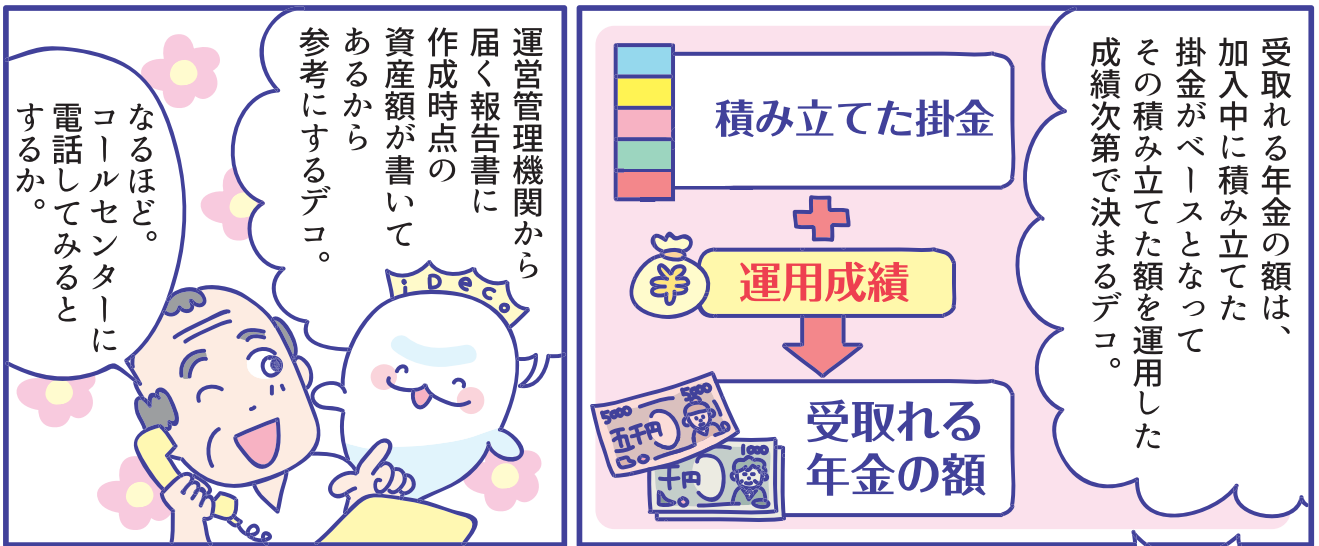 受取れる年金の額は、
加入中に積み立てた
掛金がベースとなって
その積み立てた額を運用した
成績次第で決まるデコ。
積み立てた掛金
¥
運用成績
5000
5000
五千円
1000
千円
受取れる
年金の額
運営管理機関から
届く報告書に
作成時点の
資産額が書いて
あるから
参考にするデコ。
iDeCo
なるほど。
コールセンターに
電話してみると
するか。